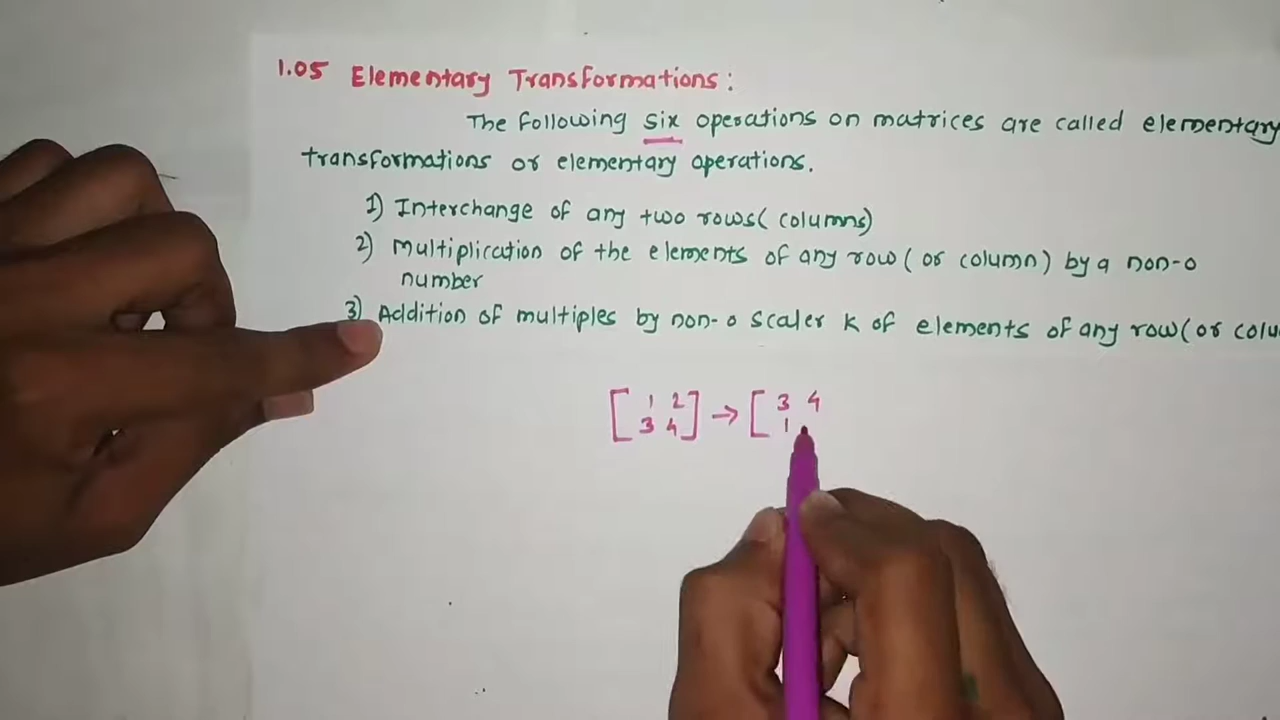 1.05 Elementary Transformations:
The following six operations on matrices are called elementary
transformations or elementary operations.
1) Interchange of any two rows (columns)
2) Multiplication of the elements of any row (or column) by a non-0
number
3) Addition of multiples by non-0 scaler k of elements of any row (or colu
[ 1 2 ] → [ 3 4
3 4 1